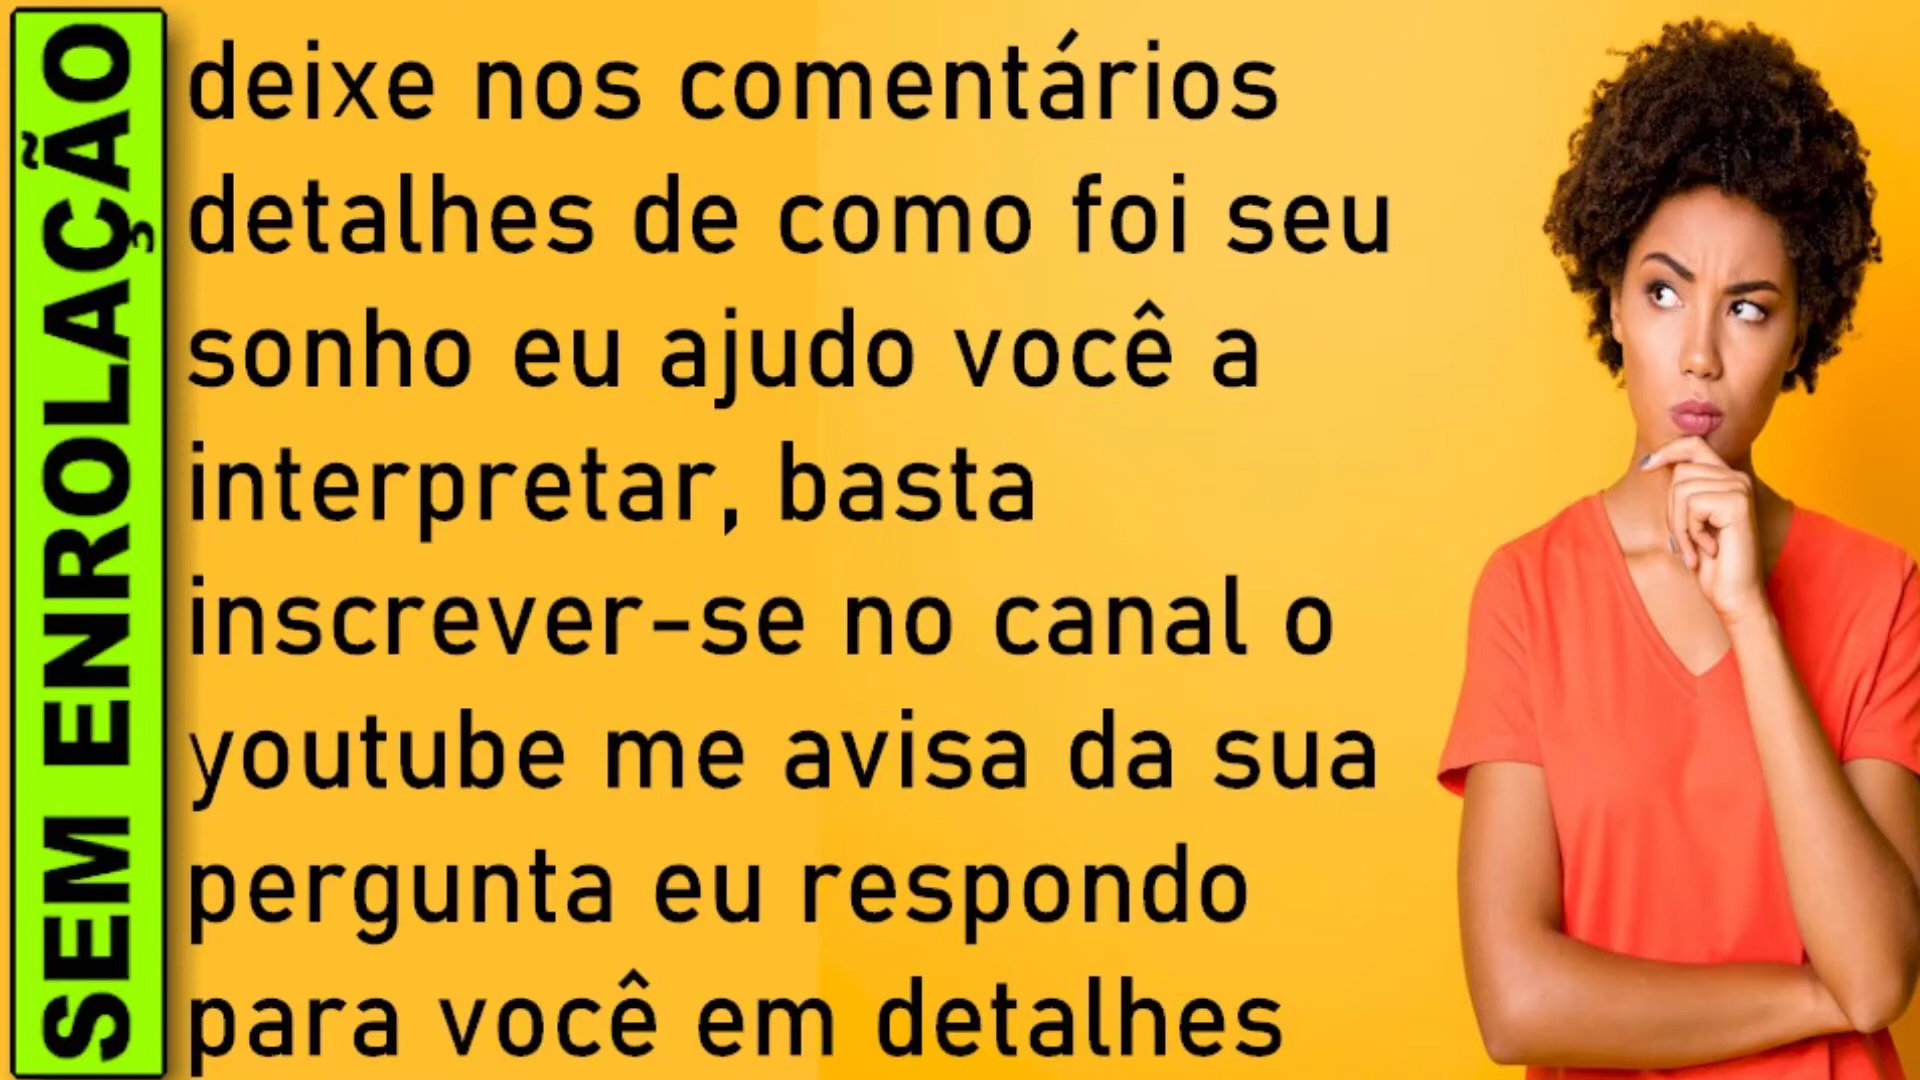 SEM ENROLAÇÃO
deixe nos comentários
detalhes de como foi seu
sonho eu ajudo você a
interpretar, basta
inscrever-se no canal o
youtube me avisa da sua
pergunta eu respondo
para você em detalhes